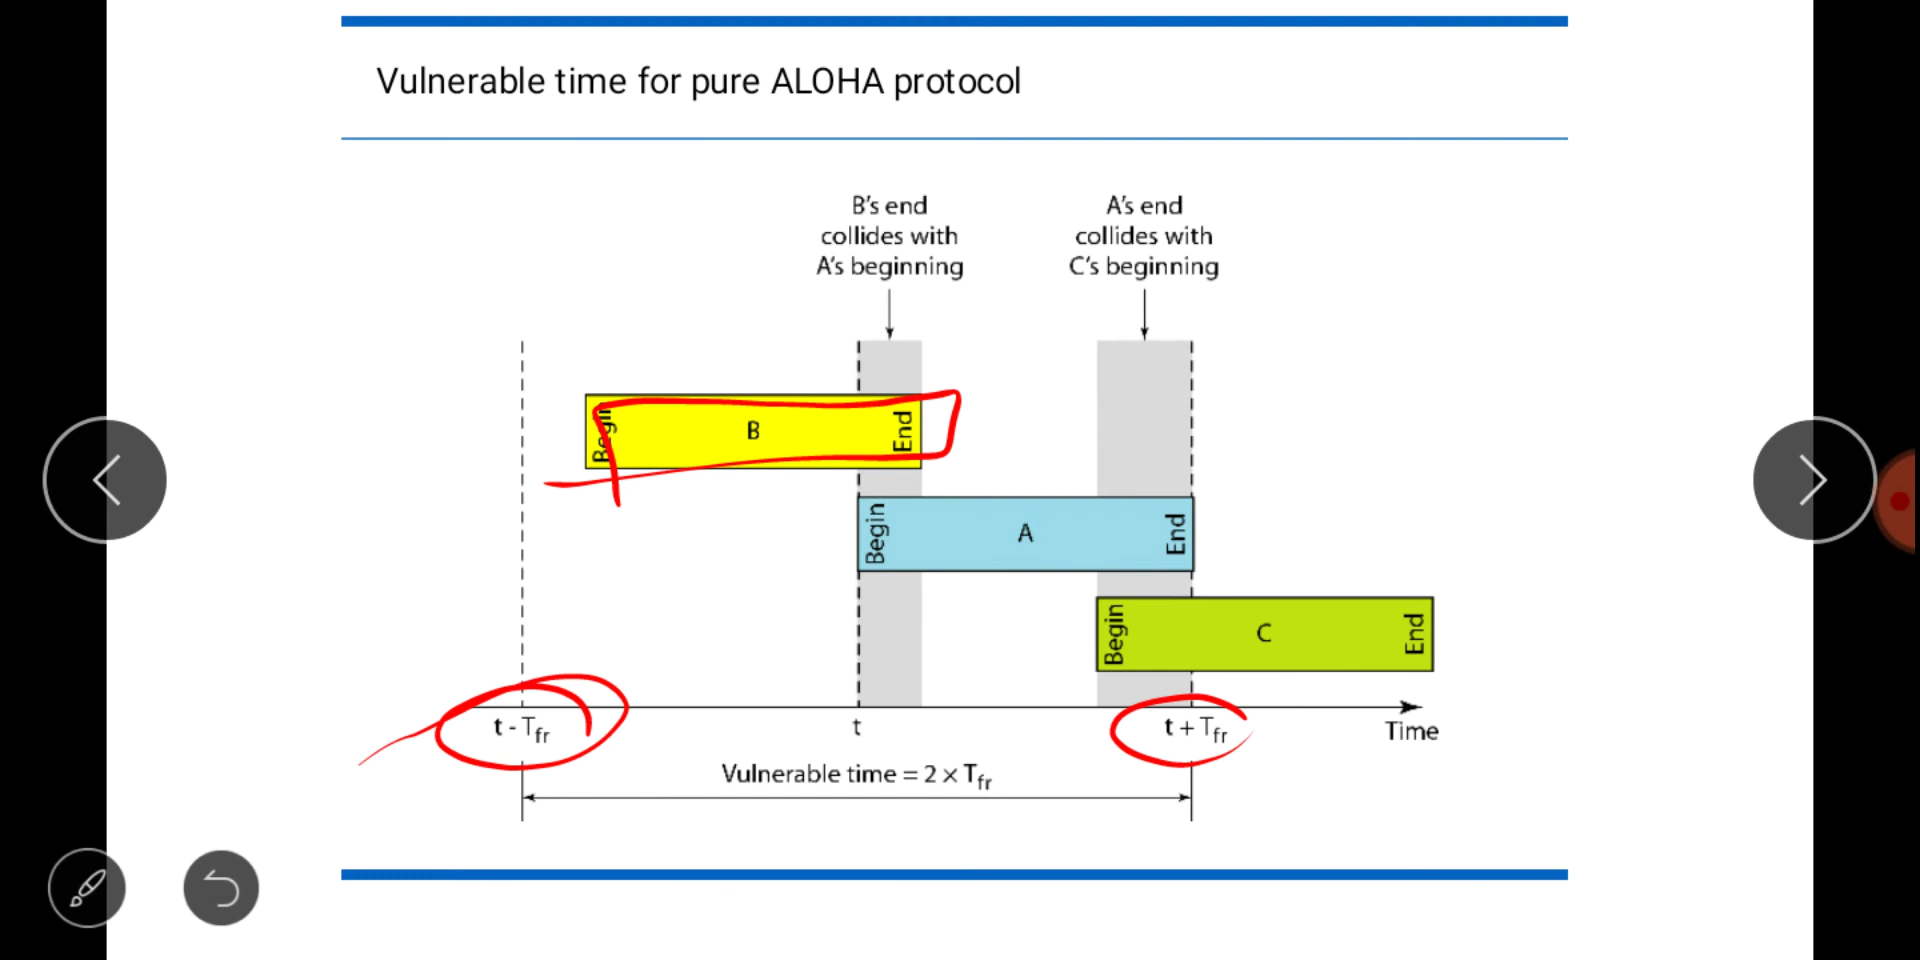 Vulnerable time for pure ALOHA protocol
B's end
collides with
A's beginning
A's end
collides with
C's beginning
Begin B End
Begin A End
Begin C End
t - Tfr t t + Tfr Time
Vulnerable time = 2 × Tfr